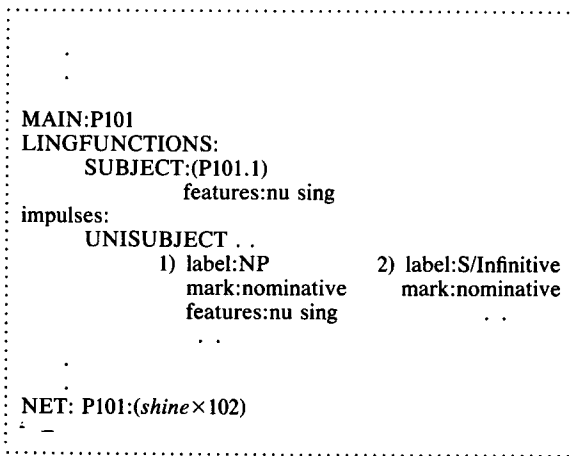 .
.
MAIN:P101
LINGFUNCTIONS:
SUBJECT:(P101.1)
features:nu sing
impulses:
UNISUBJECT . .
1) label:NP 2) label:S/Infinitive
mark:nominative mark:nominative
features:nu sing . .
. .
.
.
NET: P101:(shine×102)